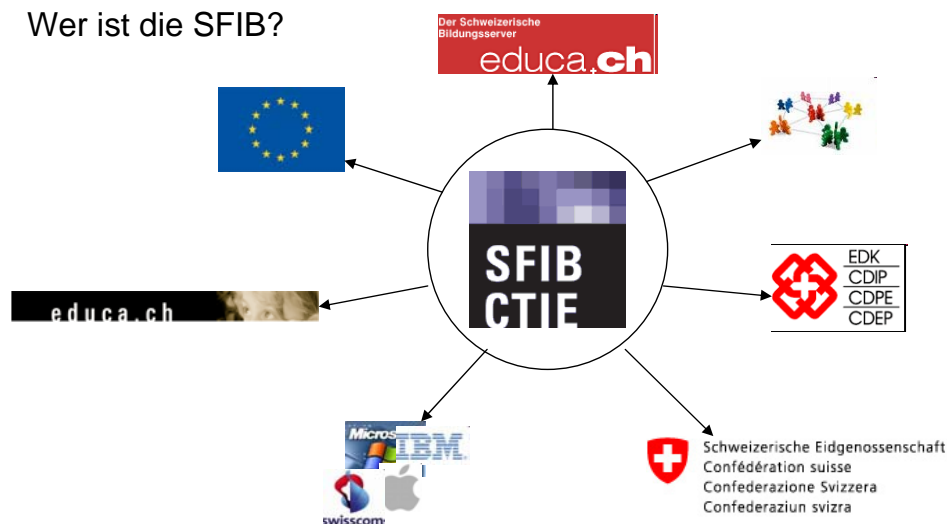 Wer ist die SFIB?
Der Schweizerische
Bildungsserver
educa.ch
SFIB
CTIE
EDK
CDIP
CDPE
CDEP
educa.ch
Micros
IBM
swisscom
Schweizerische Eidgenossenschaft
Confédération suisse
Confederazione Svizzera
Confederaziun svizra